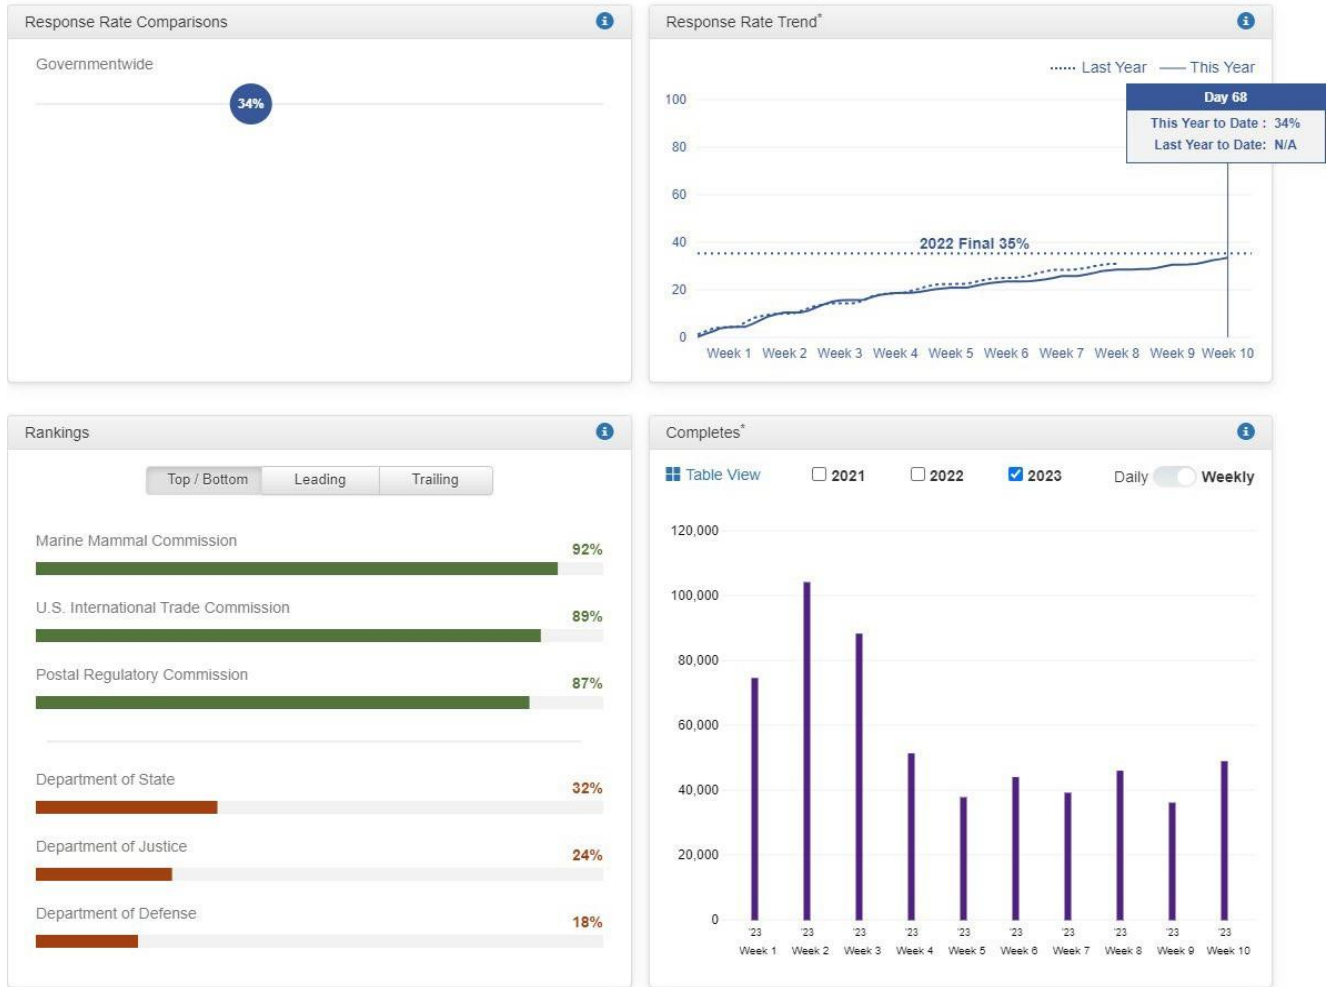 Response Rate Comparisons
Governmentwide
34%
Response Rate Trend*
Last Year
This Year
Day 68
This Year to Date : 34%
Last Year to Date: N/A
100
80
60
40
20
0
2022 Final 35%
Week 1 Week 2 Week 3 Week 4 Week 5 Week 6 Week 7 Week 8 Week 9 Week 10
Rankings
Top / Bottom Leading Trailing
Marine Mammal Commission
92%
U.S. International Trade Commission
89%
Postal Regulatory Commission
87%
Department of State
32%
Department of Justice
24%
Department of Defense
18%
Completes*
Table View 2021 2022 2023 Daily Weekly
120,000
100,000
80,000
60,000
40,000
20,000
0
'23 '23 '23 '23 '23 '23 '23 '23 '23 '23
Week 1 Week 2 Week 3 Week 4 Week 5 Week 6 Week 7 Week 8 Week 9 Week 10